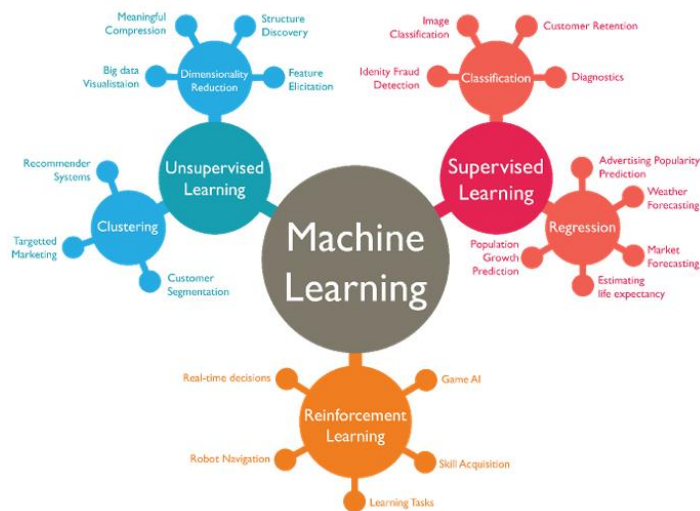 Meaningful
Compression
Structure
Discovery
Big data
Visualistaion
Dimensionality
Reduction
Feature
Elicitation
Unsupervised
Learning
Recommender
Systems
Clustering
Targetted
Marketing
Customer
Segmentation
Image
Classification
Customer Retention
Idenity Fraud
Detection
Classification
Diagnostics
Supervised
Learning
Advertising Popularity
Prediction
Weather
Forecasting
Regression
Population
Growth
Prediction
Market
Forecasting
Estimating
life expectancy
Machine
Learning
Real-time decisions
Game AI
Reinforcement
Learning
Robot Navigation
Skill Acquisition
Learning Tasks